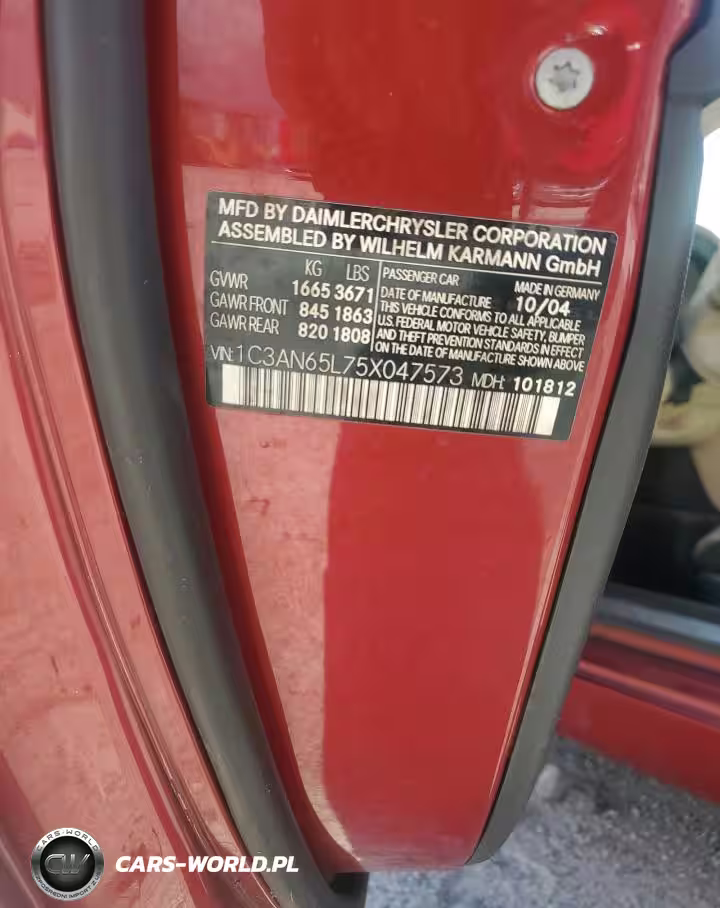 MFD BY DAIMLERCHRYSLER CORPORATION
ASSEMBLED BY WILHELM KARMANN GmbH
KG LBS
GVWR 1665 3671
GAWR FRONT 845 1863
GAWR REAR 820 1808
PASSENGER CAR MADE IN GERMANY
DATE OF MANUFACTURE 10/04
THIS VEHICLE CONFORMS TO ALL APPLICABLE
U.S. FEDERAL MOTOR VEHICLE SAFETY, BUMPER
AND THEFT PREVENTION STANDARDS IN EFFECT
ON THE DATE OF MANUFACTURE SHOWN ABOVE.
VIN: 1C3AN65L75X047573 MDH: 101812
CARS-WORLD
CW
CARS-WORLD.PL